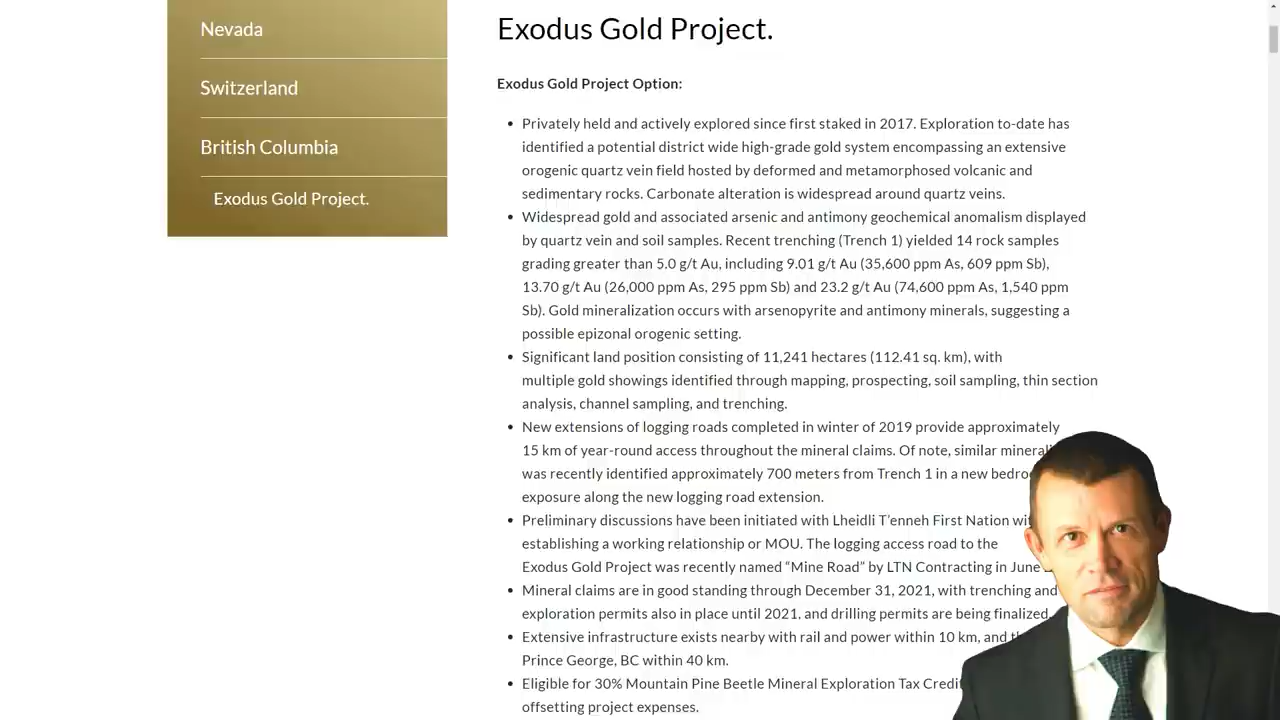 Nevada
Switzerland
British Columbia
Exodus Gold Project.
Exodus Gold Project.
Exodus Gold Project Option:
• Privately held and actively explored since first staked in 2017. Exploration to-date has
identified a potential district wide high-grade gold system encompassing an extensive
orogenic quartz vein field hosted by deformed and metamorphosed volcanic and
sedimentary rocks. Carbonate alteration is widespread around quartz veins.
• Widespread gold and associated arsenic and antimony geochemical anomalism displayed
by quartz vein and soil samples. Recent trenching (Trench 1) yielded 14 rock samples
grading greater than 5.0 g/t Au, including 9.01 g/t Au (35,600 ppm As, 609 ppm Sb),
13.70 g/t Au (26,000 ppm As, 295 ppm Sb) and 23.2 g/t Au (74,600 ppm As, 1,540 ppm
Sb). Gold mineralization occurs with arsenopyrite and antimony minerals, suggesting a
possible epizonal orogenic setting.
• Significant land position consisting of 11,241 hectares (112.41 sq. km), with
multiple gold showings identified through mapping, prospecting, soil sampling, thin section
analysis, channel sampling, and trenching.
• New extensions of logging roads completed in winter of 2019 provide approximately
15 km of year-round access throughout the mineral claims. Of note, similar
was recently identified approximately 700 meters from Trench 1 in a new
exposure along the new logging road extension.
• Preliminary discussions have been initiated with Lheidli T'enneh First Nation
establishing a working relationship or MOU. The logging access road to the
Exodus Gold Project was recently named “Mine Road” by LTN Contracting in June
• Mineral claims are in good standing through December 31, 2021, with trenching and
exploration permits also in place until 2021, and drilling permits are being finalized.
• Extensive infrastructure exists nearby with rail and power within 10 km, and
Prince George, BC within 40 km.
• Eligible for 30% Mountain Pine Beetle Mineral Exploration Tax
offsetting project expenses.